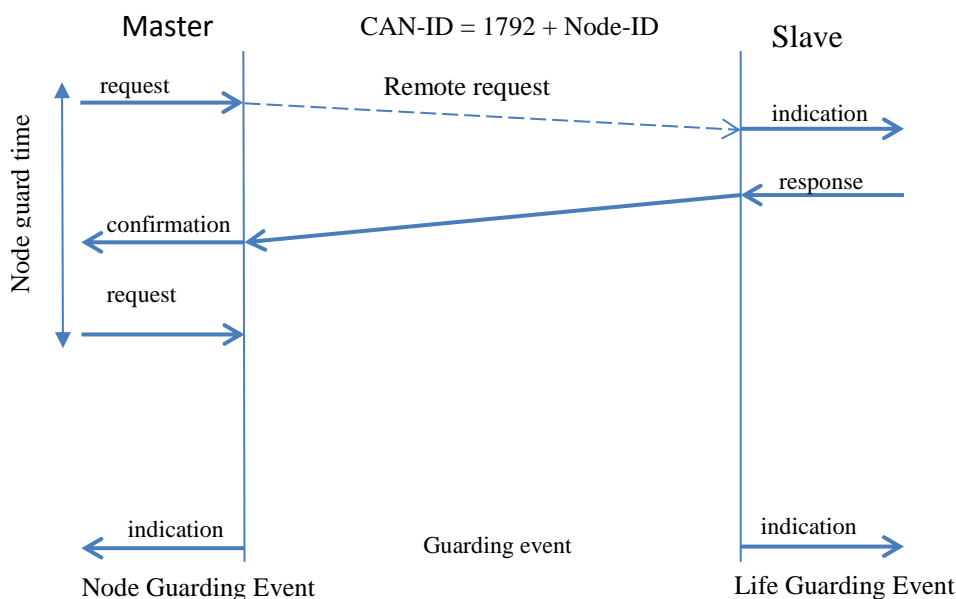 Master
CAN-ID = 1792 + Node-ID
Slave
request
Remote request
indication
Node guard time
response
confirmation
request
indication
Guarding event
indication
Node Guarding Event
Life Guarding Event